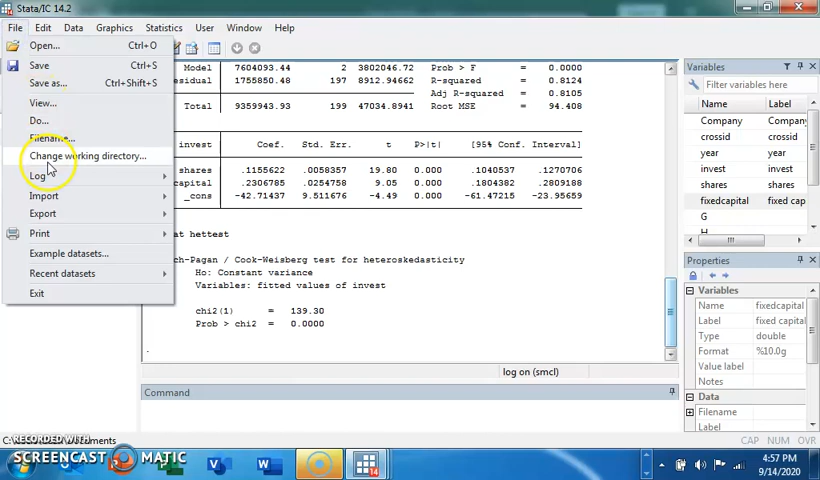 Stata/IC 14.2
File Edit Data Graphics Statistics User Window Help
Open... Ctrl+O
Save Ctrl+S
Save as... Ctrl+Shift+S
View...
Do...
Filename...
Change working directory...
Log
Import
Export
Print
Example datasets...
Recent datasets
Exit
Model 7604093.44 2 3802046.72 Prob > F = 0.0000
esidual 1755850.48 197 8912.94662 R-squared = 0.8124
Adj R-squared = 0.8105
Total 9359943.93 199 47034.8941 Root MSE = 94.408
invest Coef. Std. Err. t P>|t| [95% Conf. Interval]
shares .1155622 .0058357 19.80 0.000 .1040537 .1270706
capital .2306785 .0254758 9.05 0.000 .1804382 .2809188
_cons -42.71439 9.511676 -4.49 0.000 -61.47215 -23.95659
at hettest
ch-Pagan / Cook-Weisberg test for heteroskedasticity
Ho: Constant variance
Variables: fitted values of invest
chi2(1) = 139.30
Prob > chi2 = 0.0000
.
log on (smcl)
Command
Variables
Filter variables here
Name Label
Company Company
crossid crossid
year year
invest invest
shares shares
fixedcapital fixed cap
G G
H H
Properties
Variables
Name fixedcapital
Label fixed capital
Type double
Format %10.0g
Value label
Notes
Data
Filename
Label
CAP NUM OVR
RECORDED WITH
SCREENCAST MATIC
14
4:57 PM
9/14/2020